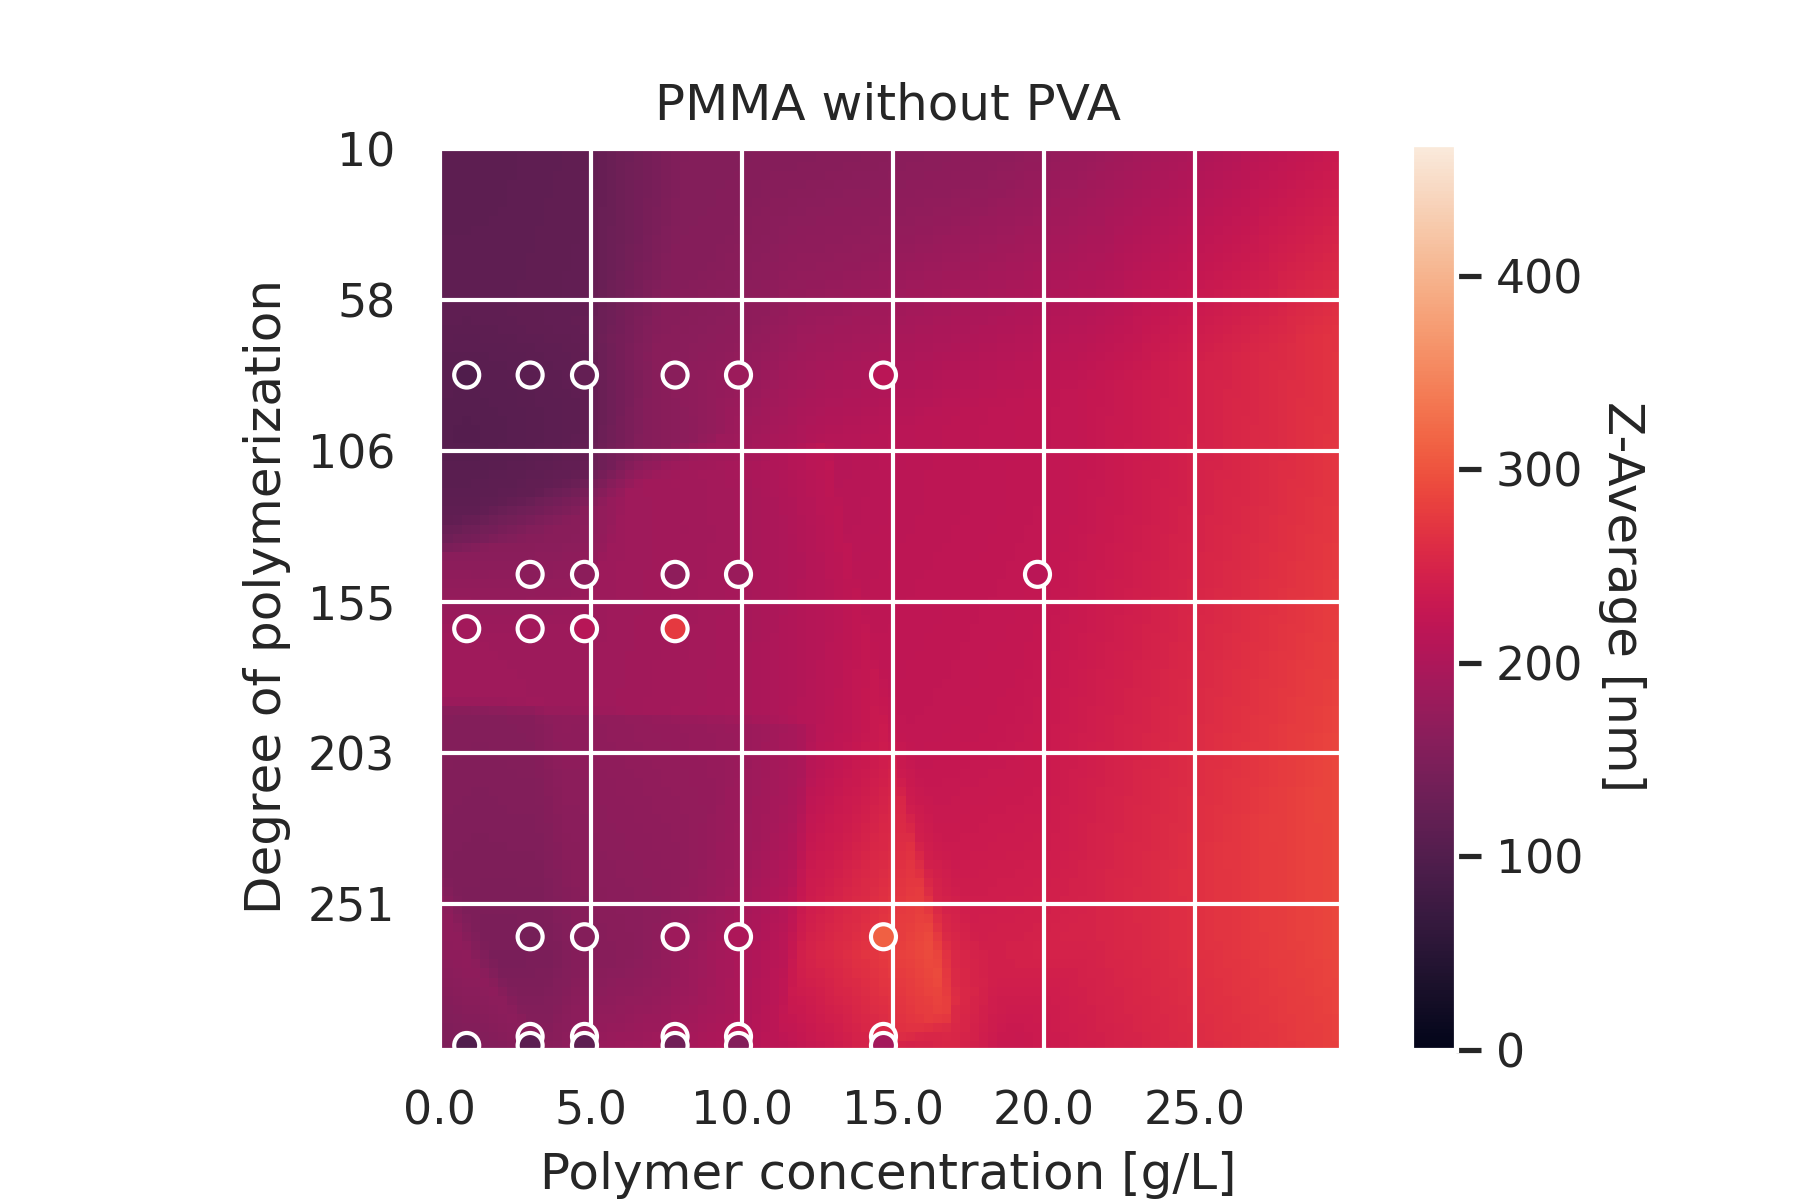 PMMA without PVA
10
58
106
155
203
251
Degree of polymerization
0.0 5.0 10.0 15.0 20.0 25.0
Polymer concentration [g/L]
400
300
200
100
0
Z-Average [nm]